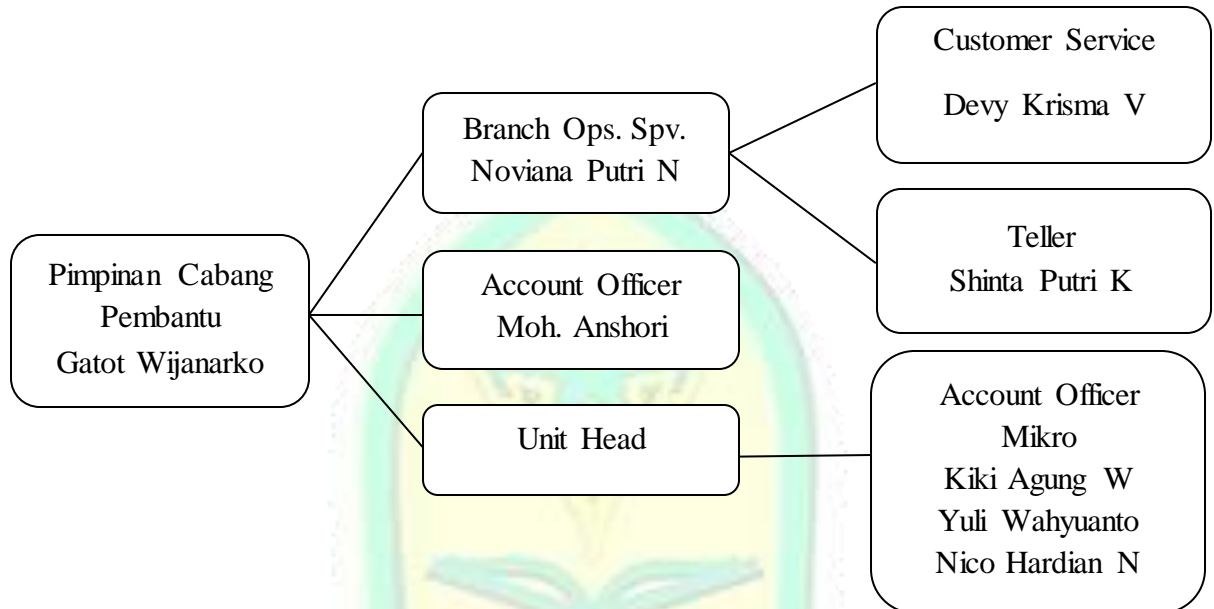 Pimpinan Cabang
Pembantu
Gatot Wijanarko
Branch Ops. Spv.
Noviana Putri N
Account Officer
Moh. Anshori
Unit Head
Customer Service
Devy Krisma V
Teller
Shinta Putri K
Account Officer
Mikro
Kiki Agung W
Yuli Wahyuanto
Nico Hardian N